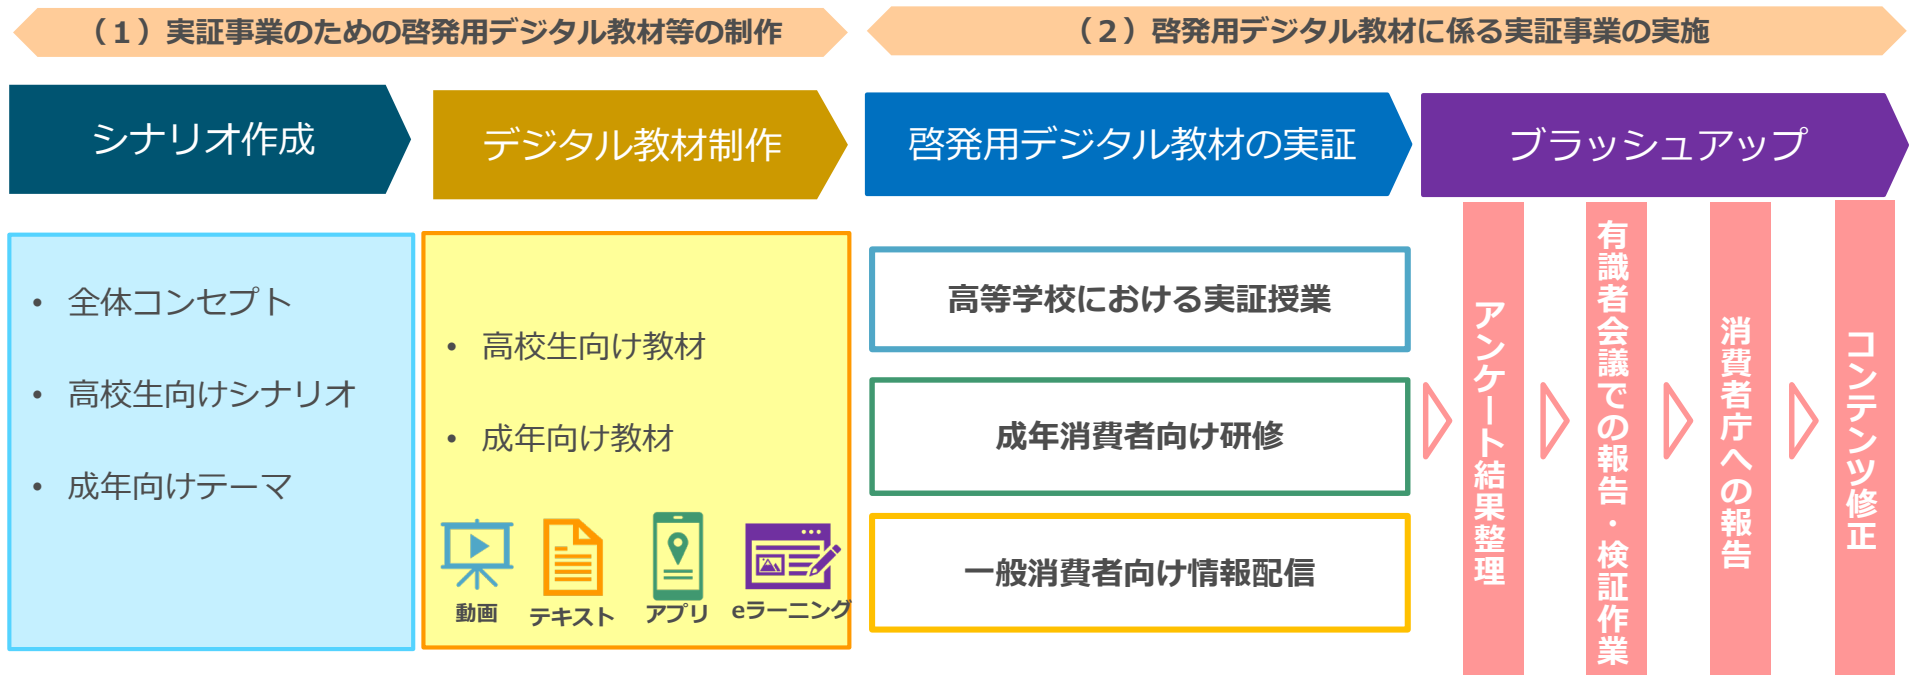 （１）実証事業のための啓発用デジタル教材等の制作
（２）啓発用デジタル教材に係る実証事業の実施
シナリオ作成
デジタル教材制作
啓発用デジタル教材の実証
ブラッシュアップ
• 全体コンセプト
• 高校生向けシナリオ
• 成年向けテーマ
• 高校生向け教材
• 成年向け教材
動画
テキスト
アプリ
eラーニング
高等学校における実証授業
成年消費者向け研修
一般消費者向け情報配信
アンケート結果整理
有識者会議での報告・検証作業
消費者庁への報告
コンテンツ修正